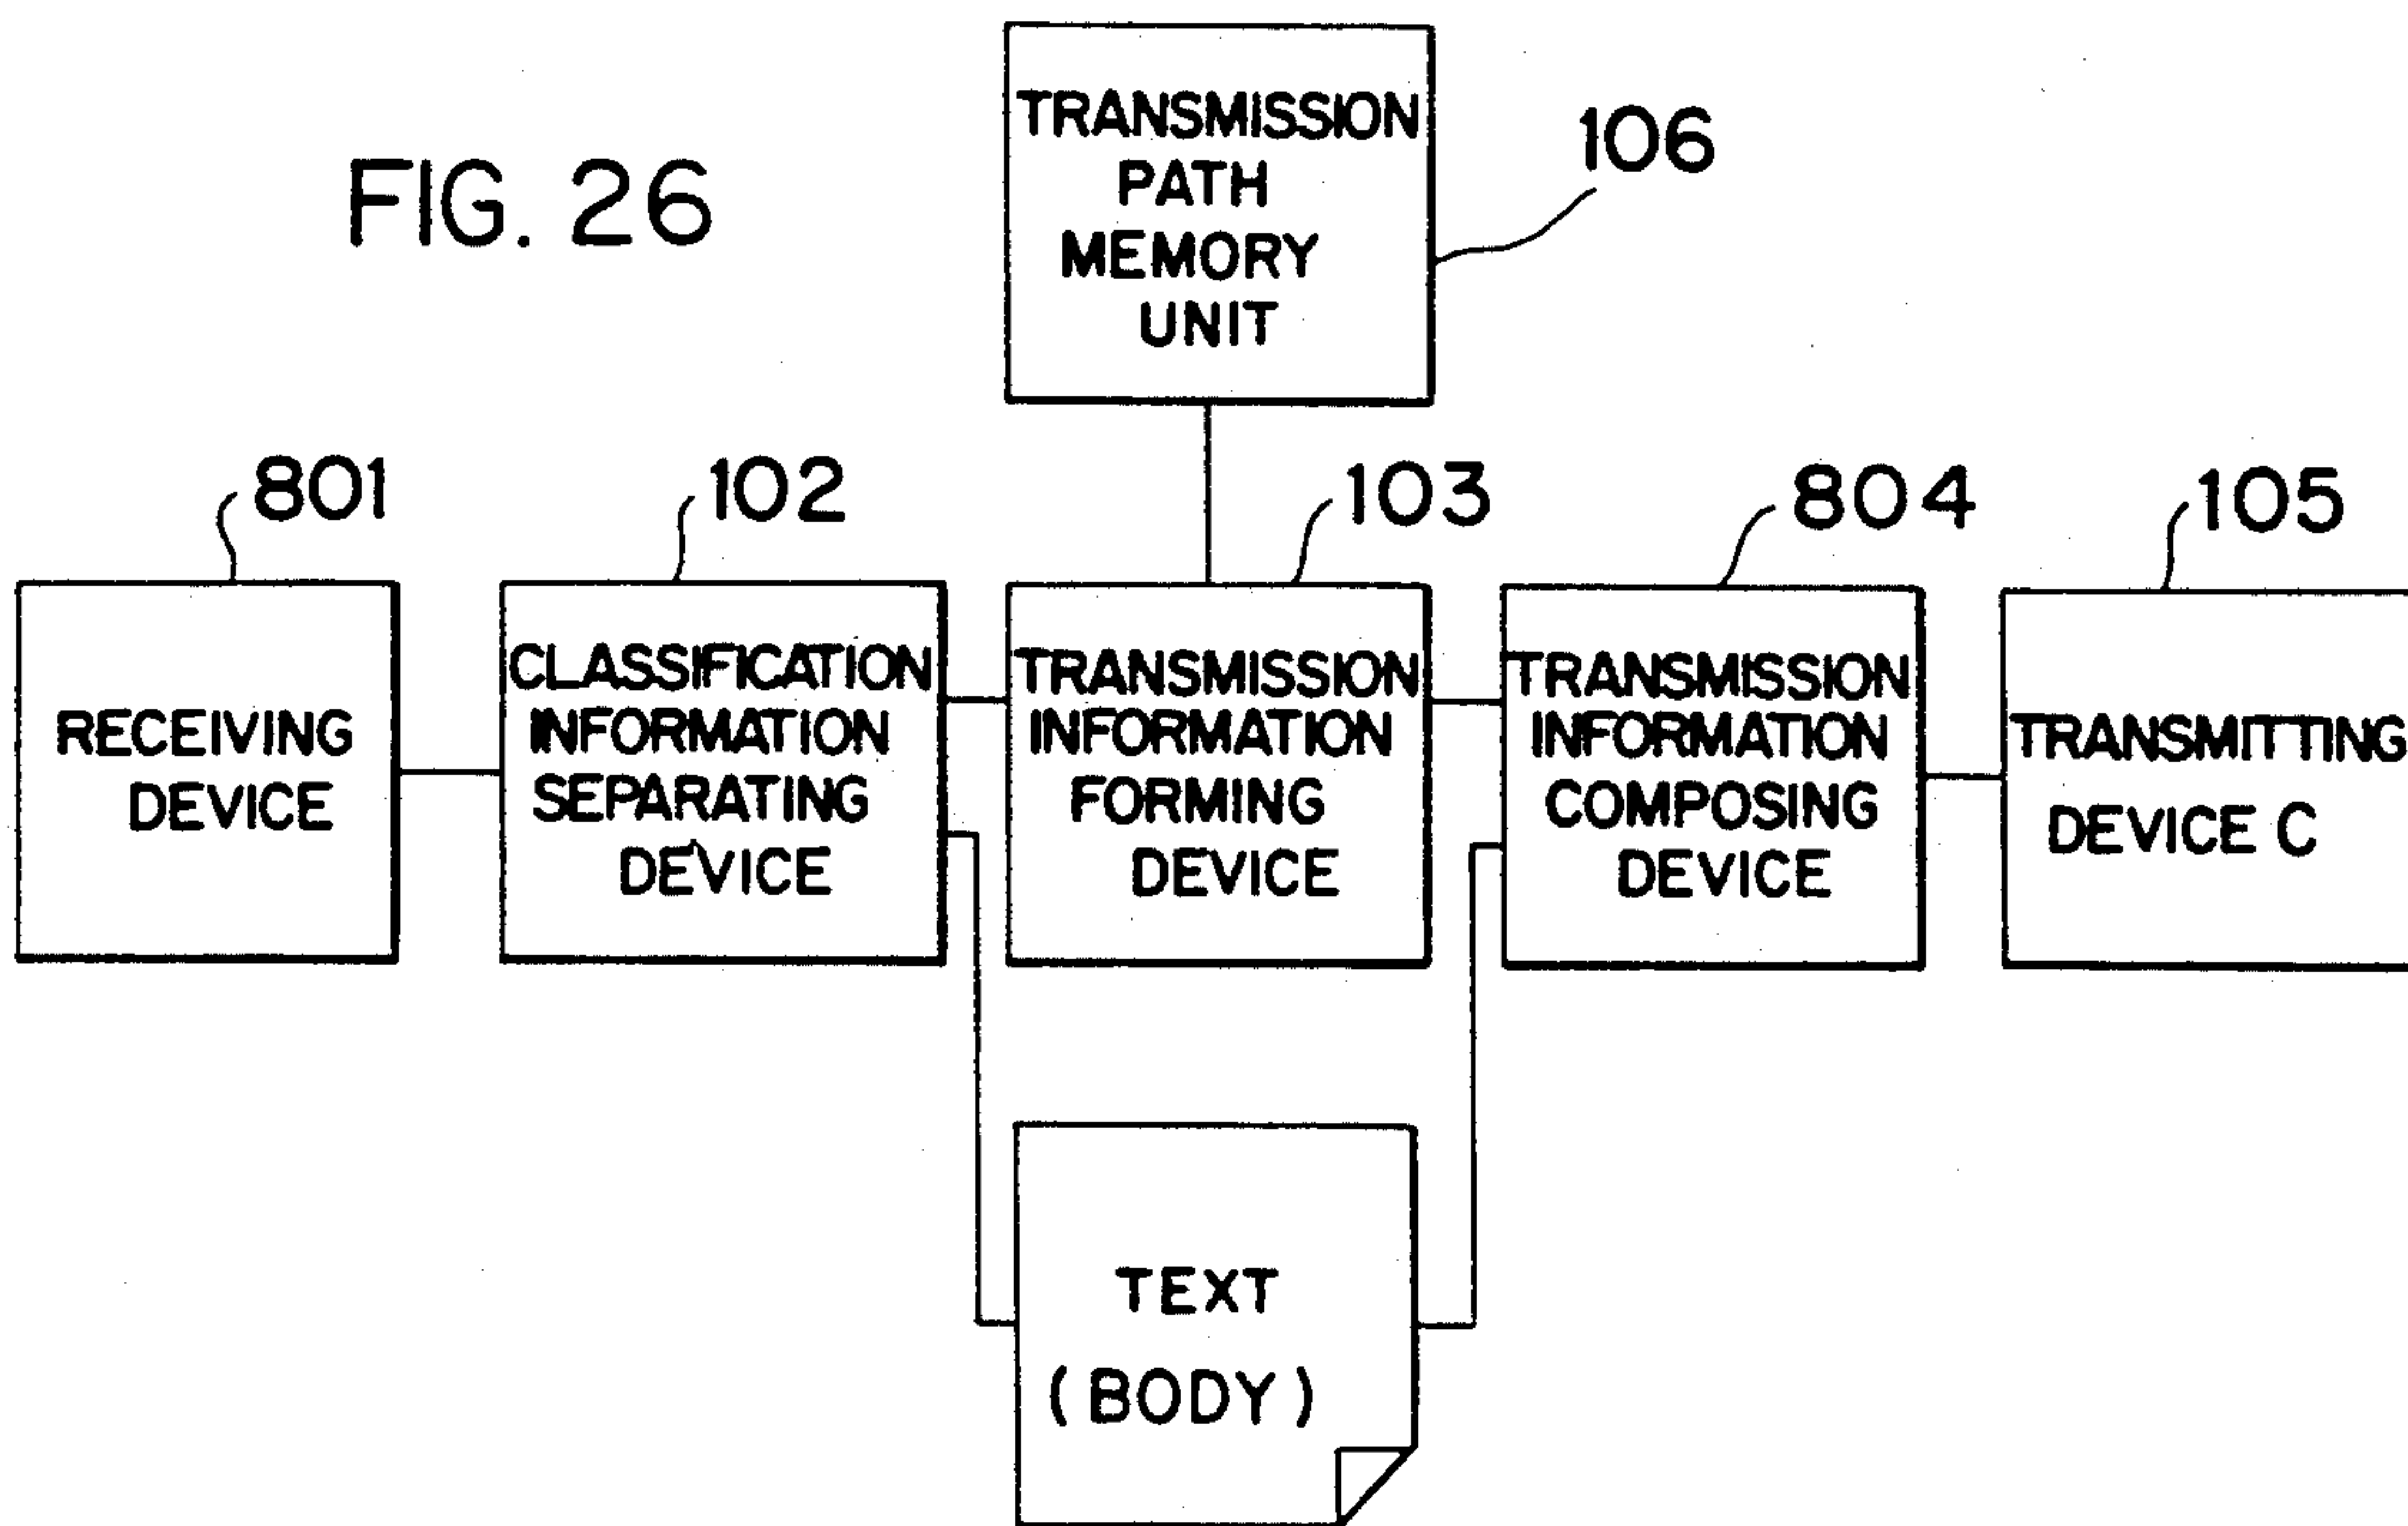 FIG. 26
TRANSMISSION
PATH
MEMORY
UNIT
106
801
102
103
804
105
RECEIVING
DEVICE
CLASSIFICATION
INFORMATION
SEPARATING
DEVICE
TRANSMISSION
INFORMATION
FORMING
DEVICE
TRANSMISSION
INFORMATION
COMPOSING
DEVICE
TRANSMITTING
DEVICE C
TEXT
(BODY)